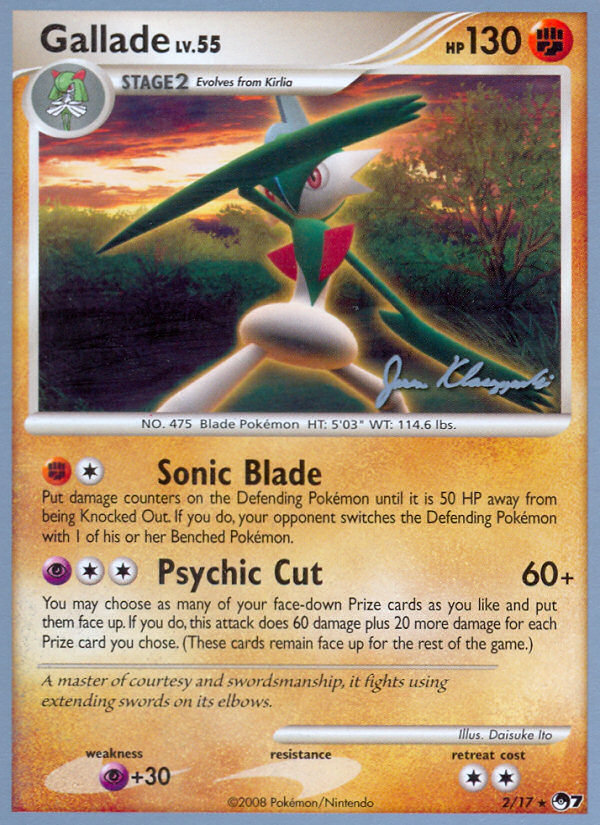 Gallade LV.55 HP 130
STAGE2 Evolves from Kirlia
NO. 475 Blade Pokémon HT: 5'03" WT: 114.6 lbs.
Sonic Blade
Put damage counters on the Defending Pokémon until it is 50 HP away from
being Knocked Out. If you do, your opponent switches the Defending Pokémon
with 1 of his or her Benched Pokémon.
Psychic Cut 60+
You may choose as many of your face-down Prize cards as you like and put
them face up. If you do, this attack does 60 damage plus 20 more damage for each
Prize card you chose. (These cards remain face up for the rest of the game.)
A master of courtesy and swordsmanship, it fights using
extending swords on its elbows.
Illus. Daisuke Ito
weakness resistance retreat cost
+30
©2008 Pokémon/Nintendo 2/17 ★ 7